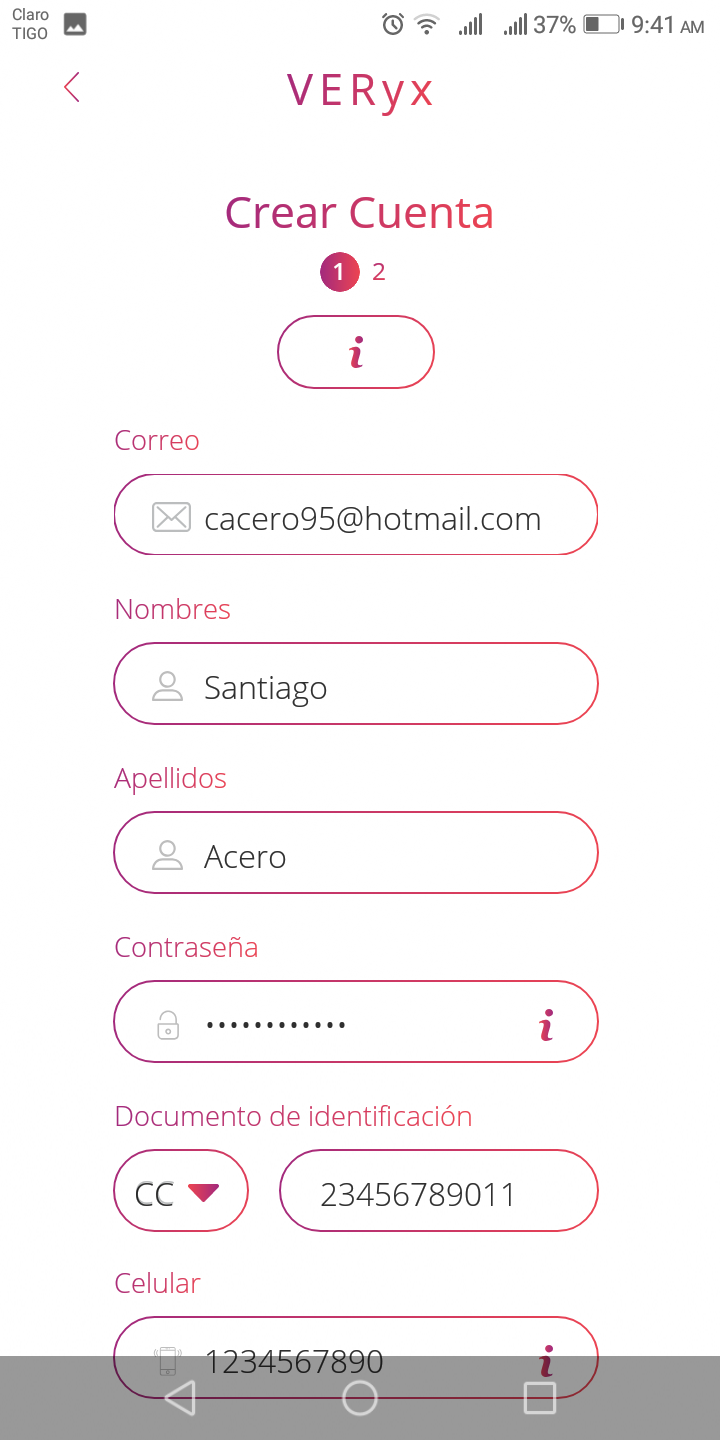 Claro
TIGO
37%
9:41 AM
VERyx
Crear Cuenta
1 2
i
Correo
cacero95@hotmail.com
Nombres
Santiago
Apellidos
Acero
Contraseña
•••••••••••• i
Documento de identificación
CC 23456789011
Celular
1234567890 i